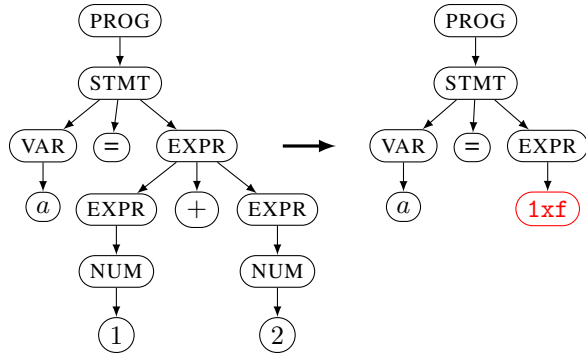 PROG PROG
STMT STMT
VAR = EXPR VAR = EXPR
a EXPR + EXPR a 1xf
NUM NUM
1 2